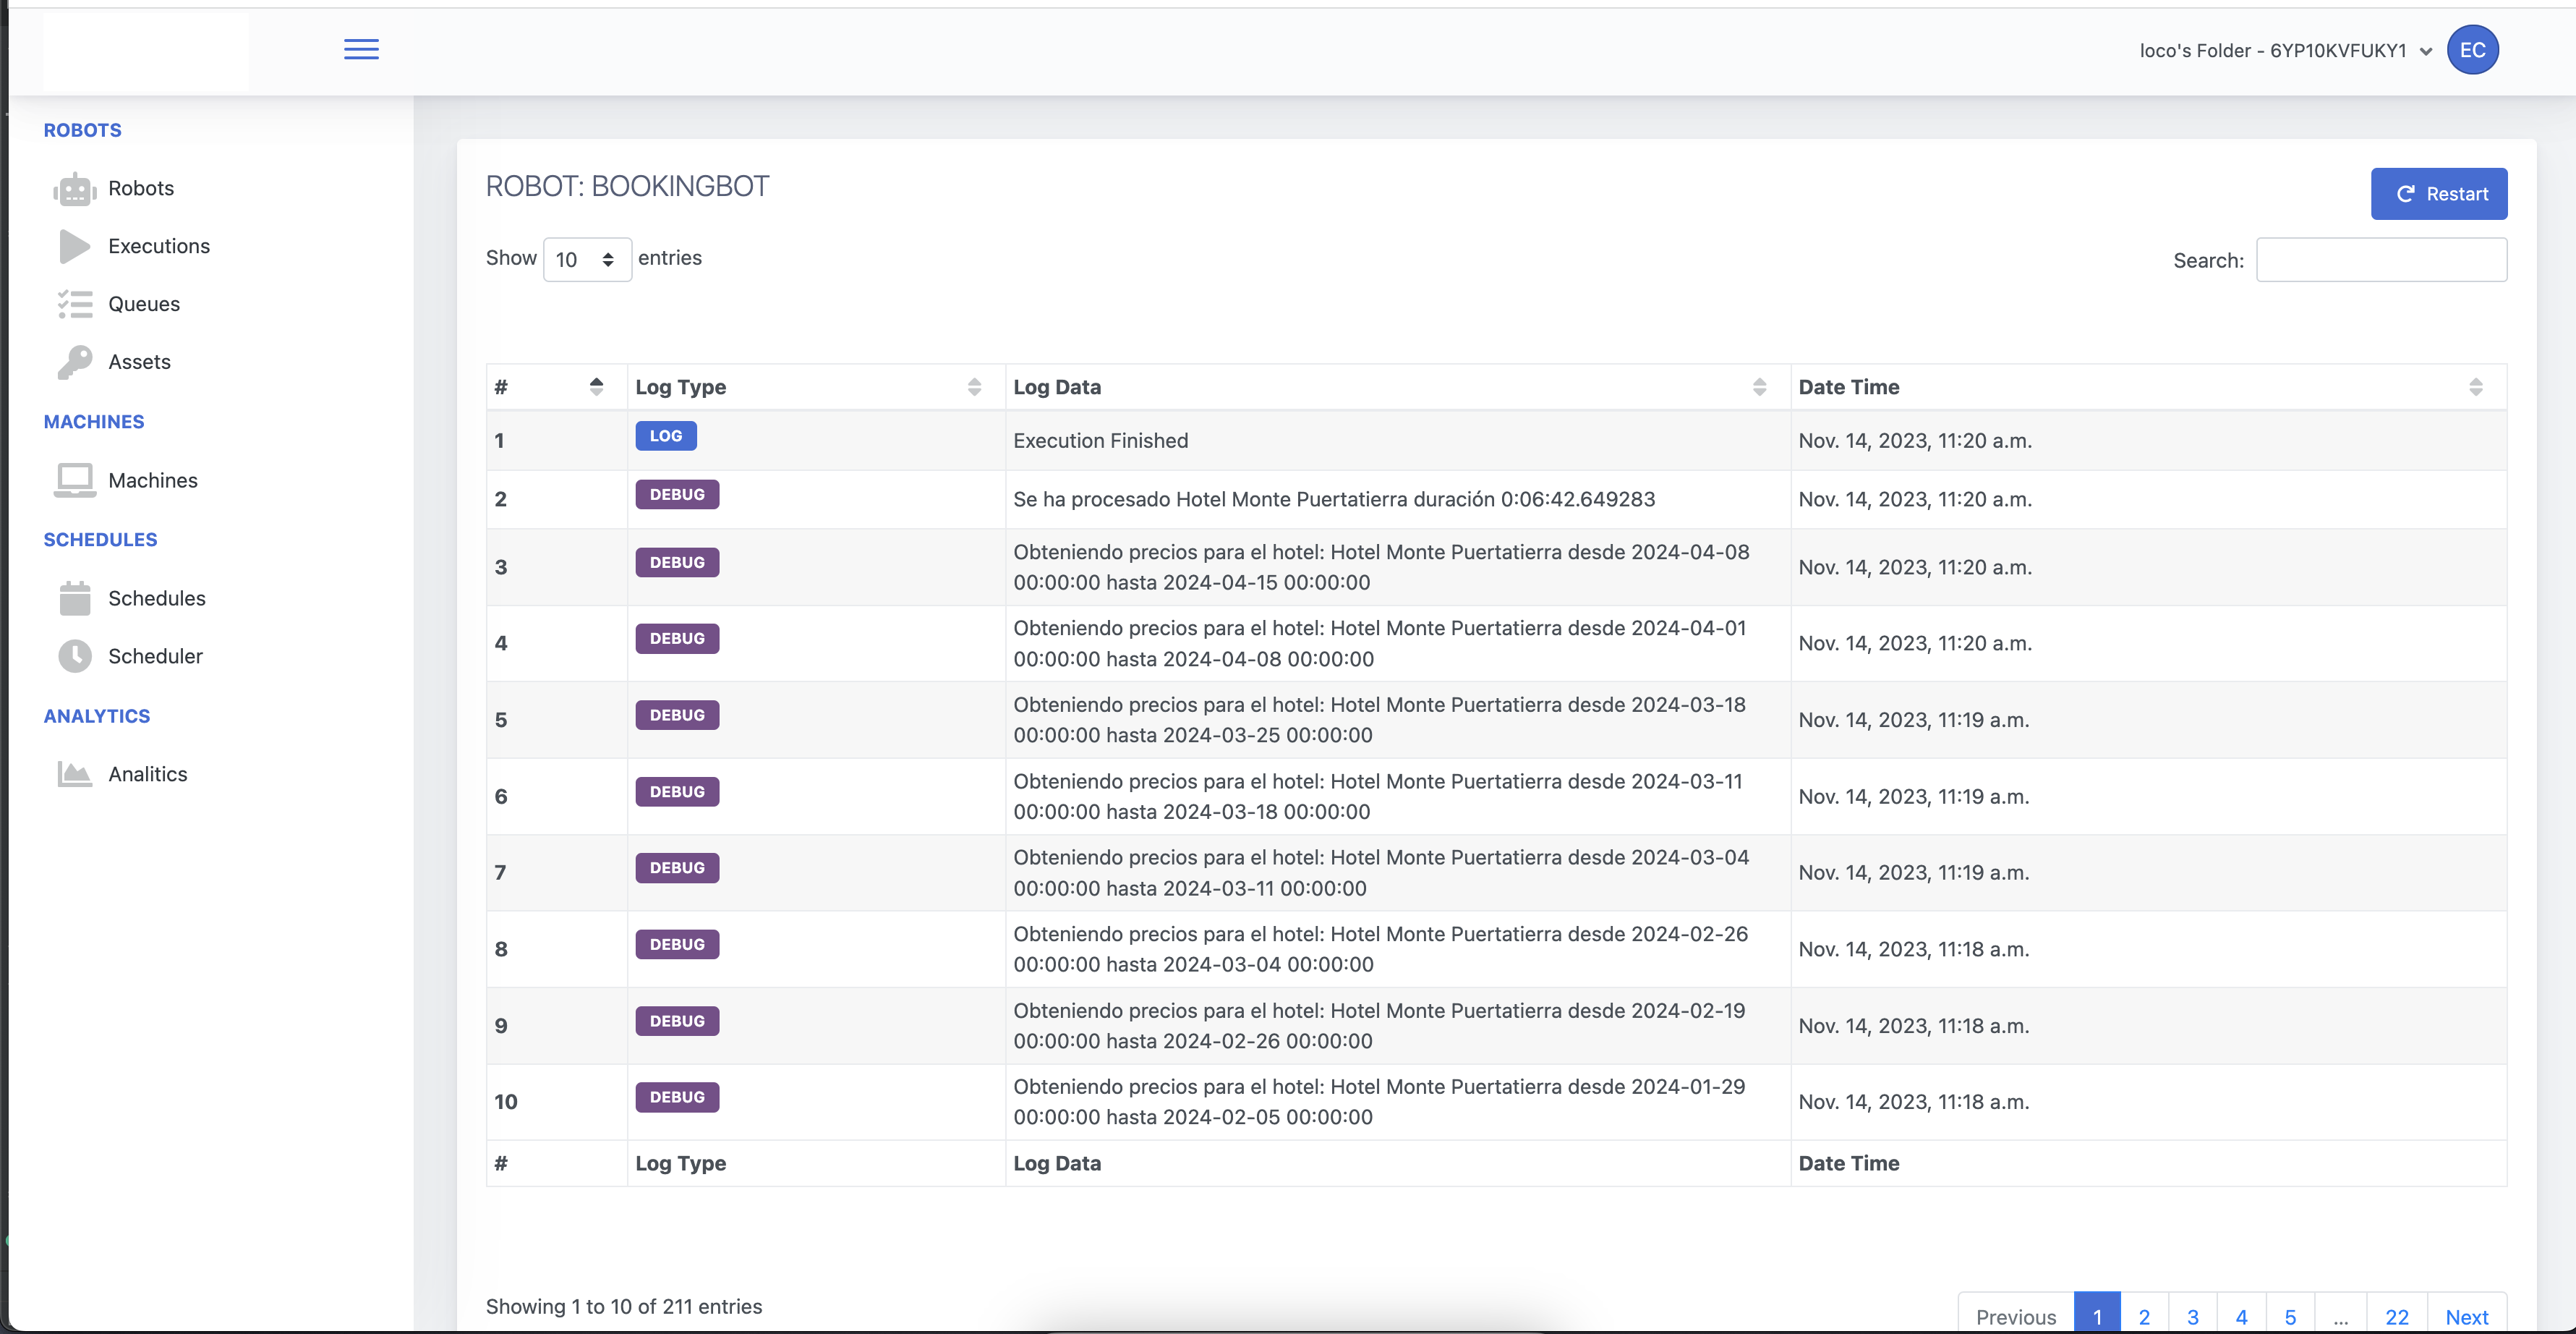 loco's Folder - 6YP10KVFUKY1
EC
ROBOTS
Robots
Executions
Queues
Assets
MACHINES
Machines
SCHEDULES
Schedules
Scheduler
ANALYTICS
Analitics
ROBOT: BOOKINGBOT
Restart
Show 10 entries
Search:
# Log Type Log Data Date Time
1 LOG Execution Finished Nov. 14, 2023, 11:20 a.m.
2 DEBUG Se ha procesado Hotel Monte Puertatierra duración 0:06:42.649283 Nov. 14, 2023, 11:20 a.m.
3 DEBUG Obteniendo precios para el hotel: Hotel Monte Puertatierra desde 2024-04-08
00:00:00 hasta 2024-04-15 00:00:00 Nov. 14, 2023, 11:20 a.m.
4 DEBUG Obteniendo precios para el hotel: Hotel Monte Puertatierra desde 2024-04-01
00:00:00 hasta 2024-04-08 00:00:00 Nov. 14, 2023, 11:20 a.m.
5 DEBUG Obteniendo precios para el hotel: Hotel Monte Puertatierra desde 2024-03-18
00:00:00 hasta 2024-03-25 00:00:00 Nov. 14, 2023, 11:19 a.m.
6 DEBUG Obteniendo precios para el hotel: Hotel Monte Puertatierra desde 2024-03-11
00:00:00 hasta 2024-03-18 00:00:00 Nov. 14, 2023, 11:19 a.m.
7 DEBUG Obteniendo precios para el hotel: Hotel Monte Puertatierra desde 2024-03-04
00:00:00 hasta 2024-03-11 00:00:00 Nov. 14, 2023, 11:19 a.m.
8 DEBUG Obteniendo precios para el hotel: Hotel Monte Puertatierra desde 2024-02-26
00:00:00 hasta 2024-03-04 00:00:00 Nov. 14, 2023, 11:18 a.m.
9 DEBUG Obteniendo precios para el hotel: Hotel Monte Puertatierra desde 2024-02-19
00:00:00 hasta 2024-02-26 00:00:00 Nov. 14, 2023, 11:18 a.m.
10 DEBUG Obteniendo precios para el hotel: Hotel Monte Puertatierra desde 2024-01-29
00:00:00 hasta 2024-02-05 00:00:00 Nov. 14, 2023, 11:18 a.m.
# Log Type Log Data Date Time
Showing 1 to 10 of 211 entries
Previous 1 2 3 4 5 ... 22 Next